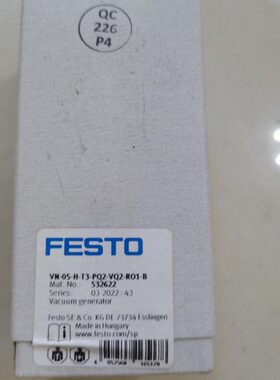 QC
226
P4
FESTO
VN-05-H-T3-PQ2-VQ2-RO1-B
Mat. No.: 532622
Series: 03-2022 : 43
Vacuum generator
Festo SE & Co. KG DE-73734 Esslingen
Made in Hungary
www.festo.com/sp